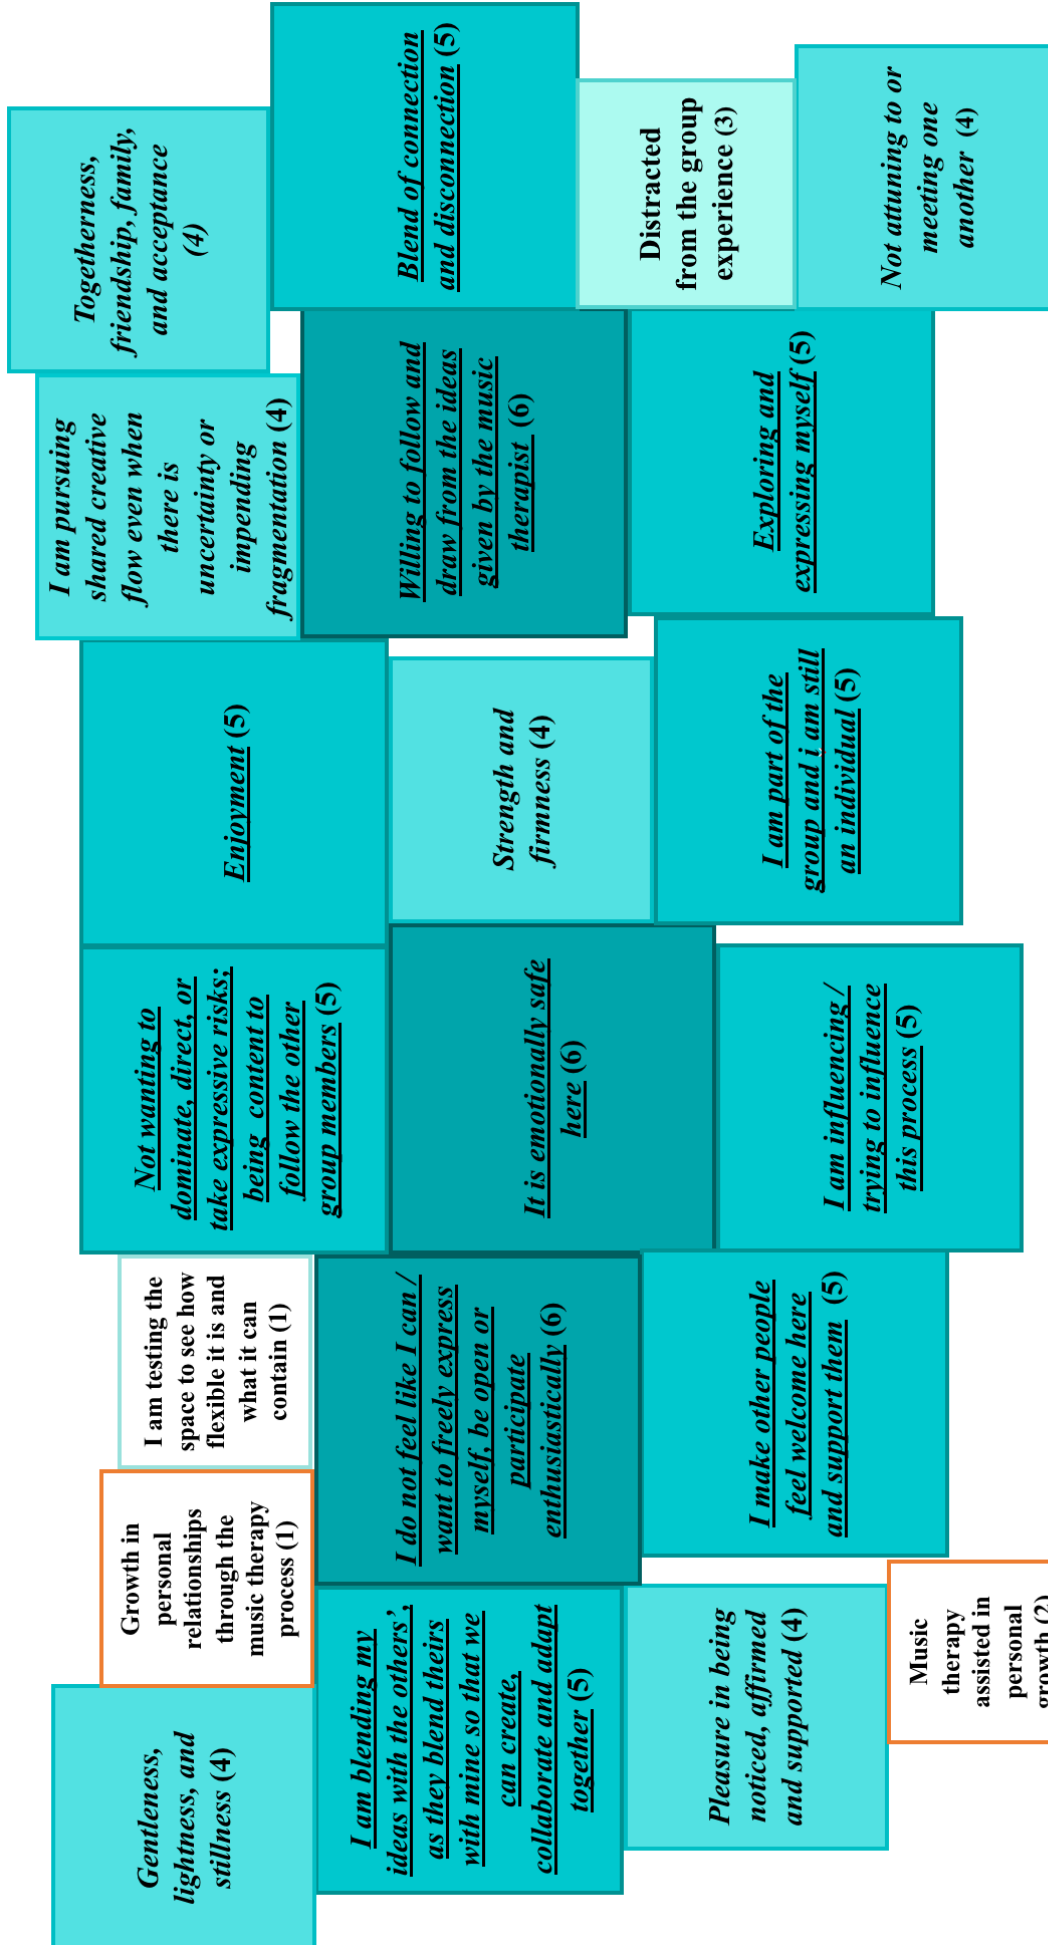 Gentleness,
lightness, and
stillness (4)
Growth in
personal
relationships
through the
music therapy
process (1)
I am testing the
space to see how
flexible it is and
what it can
contain (1)
Not wanting to
dominate, direct, or
take expressive risks;
being content to
follow the other
group members (5)
Enjoyment (5)
I am pursuing
shared creative
flow even when
there is
uncertainty or
impending
fragmentation (4)
Togetherness,
friendship, family,
and acceptance
(4)
I am blending my
ideas with the others',
as they blend theirs
with mine so that we
can create,
collaborate and adapt
together (5)
I do not feel like I can /
want to freely express
myself, be open or
participate
enthusiastically (6)
It is emotionally safe
here (6)
Strength and
firmness (4)
Willing to follow and
draw from the ideas
given by the music
therapist (6)
Blend of connection
and disconnection (5)
Pleasure in being
noticed, affirmed
and supported (4)
I make other people
feel welcome here
and support them (5)
I am influencing /
trying to influence
this process (5)
I am part of the
group and i am still
an individual (5)
Exploring and
expressing myself (5)
Distracted
from the group
experience (3)
Not attuning to or
meeting one
another (4)
Music
therapy
assisted in
personal
growth (2)